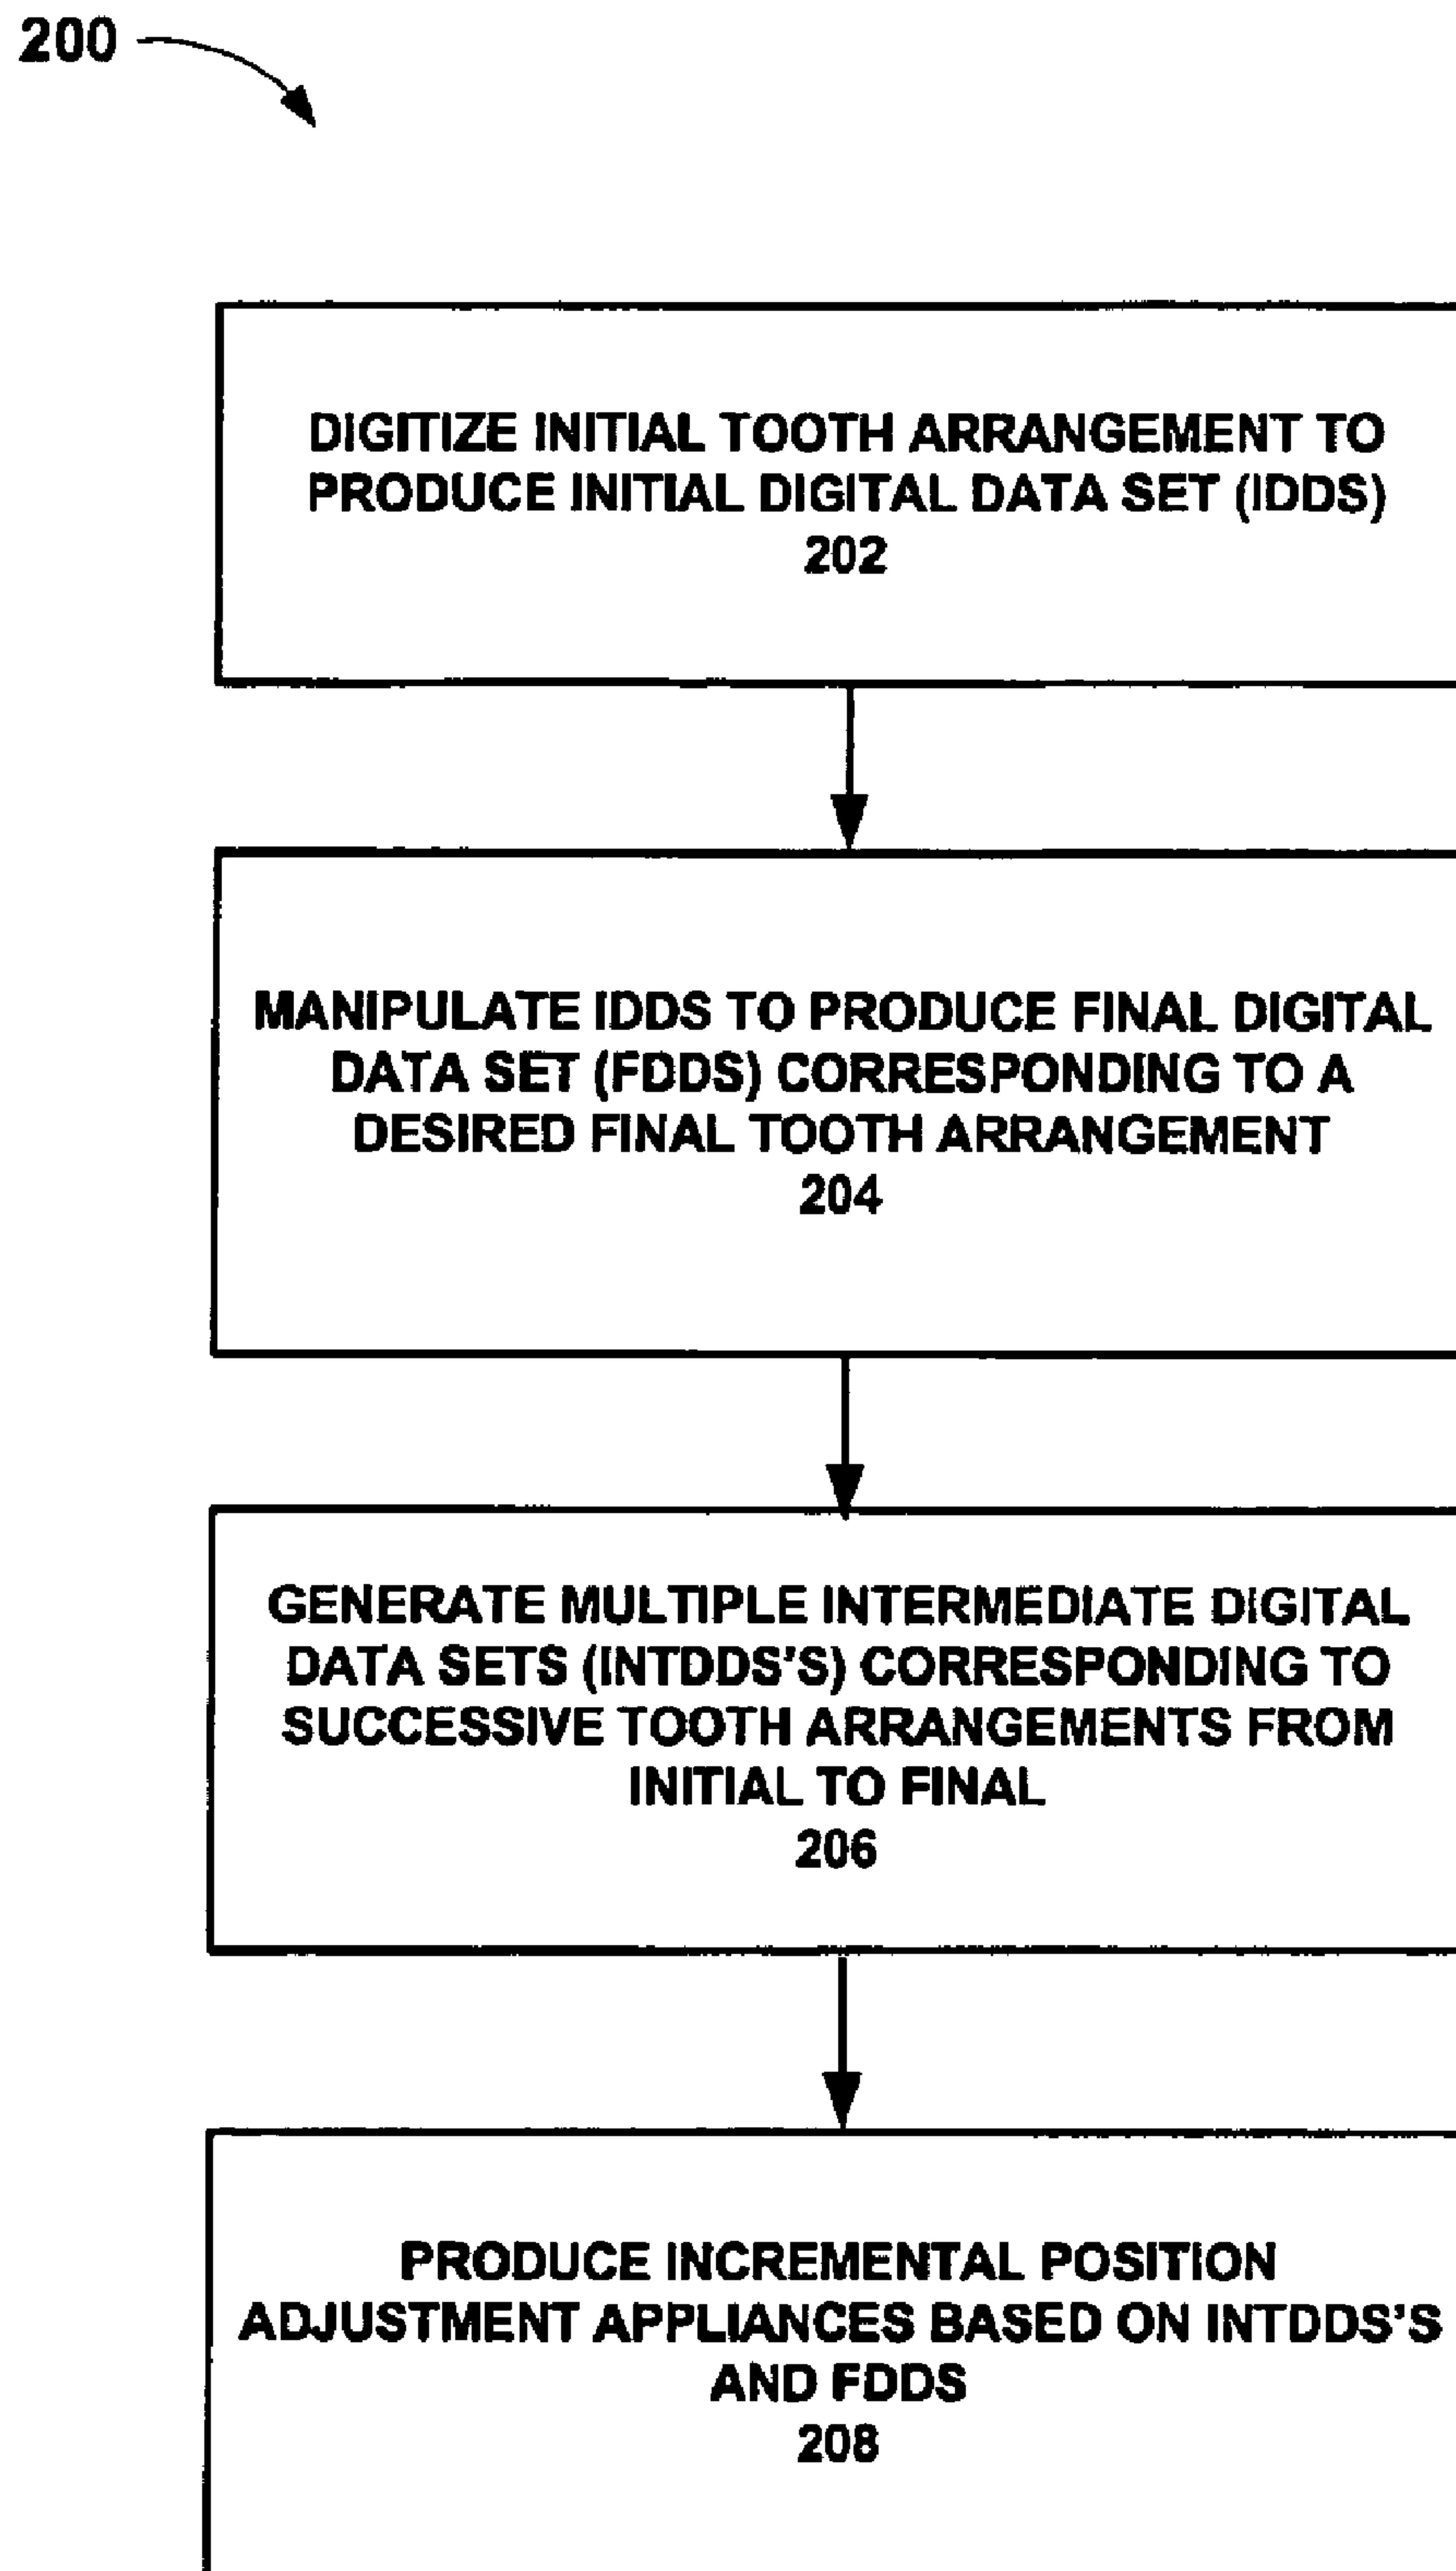 200
DIGITIZE INITIAL TOOTH ARRANGEMENT TO
PRODUCE INITIAL DIGITAL DATA SET (IDDS)
202
MANIPULATE IDDS TO PRODUCE FINAL DIGITAL
DATA SET (FDDS) CORRESPONDING TO A
DESIRED FINAL TOOTH ARRANGEMENT
204
GENERATE MULTIPLE INTERMEDIATE DIGITAL
DATA SETS (INTDDS'S) CORRESPONDING TO
SUCCESSIVE TOOTH ARRANGEMENTS FROM
INITIAL TO FINAL
206
PRODUCE INCREMENTAL POSITION
ADJUSTMENT APPLIANCES BASED ON INTDDS'S
AND FDDS
208